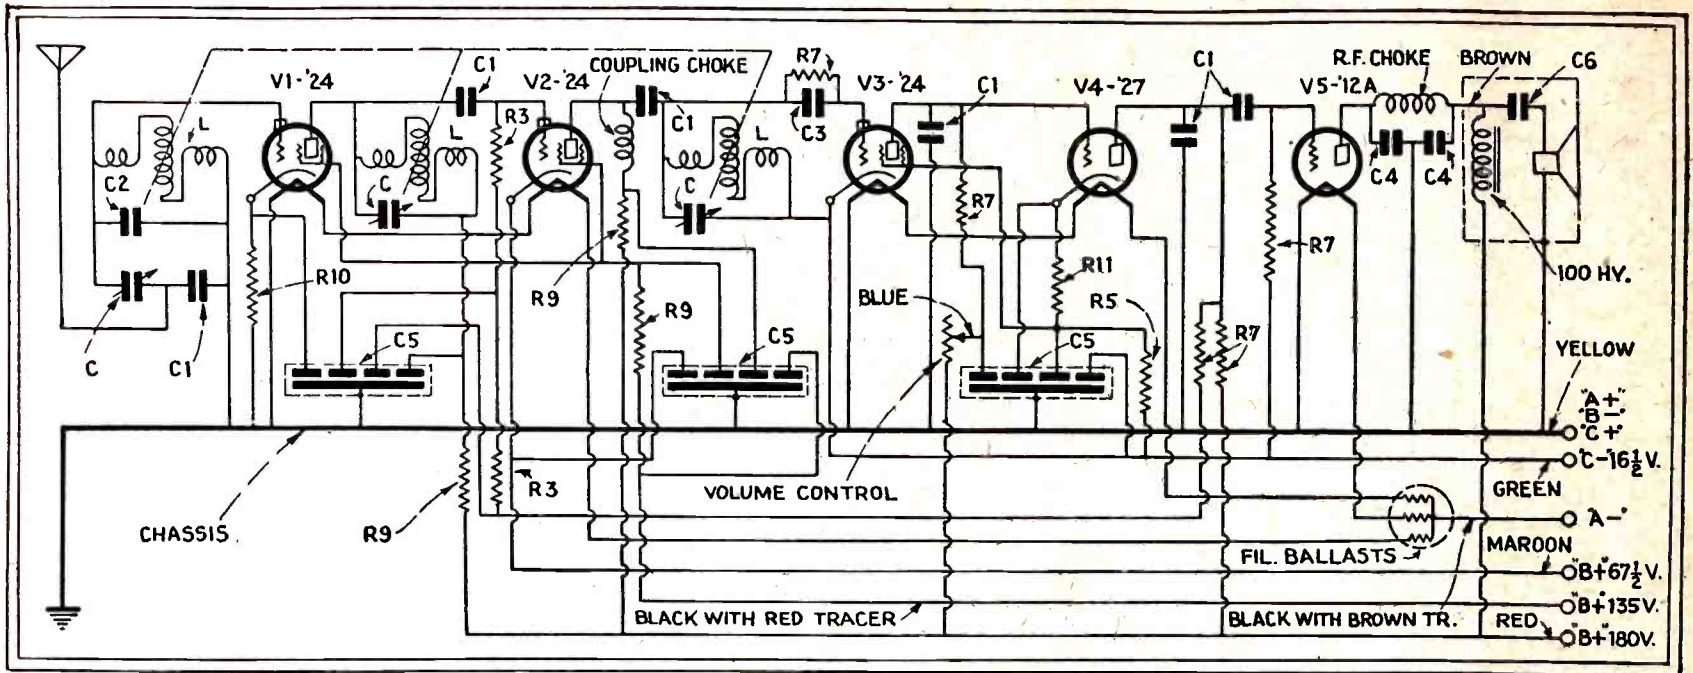 V1-'24
C1
V2-'24
COUPLING CHOKE
R7
V3-'24
C1
V4-'27
C1
V5-'12A
R.F. CHOKE
BROWN
C6
L
R3
L
C1
C3
L
C2
C
C
R7
C4
C4
R7
R10
R9
R9
BLUE
R11
R5
100 HY.
C
C1
C5
C5
C5
R7
YELLOW
"A+"
"B-"
"C+"
"C-"16½V.
GREEN
R3
VOLUME CONTROL
CHASSIS.
R9
"A-"
MAROON
FIL. BALLASTS
"B+"67½V.
"B+"135V.
BLACK WITH RED TRACER
BLACK WITH BROWN TR.
RED
"B+"180V.